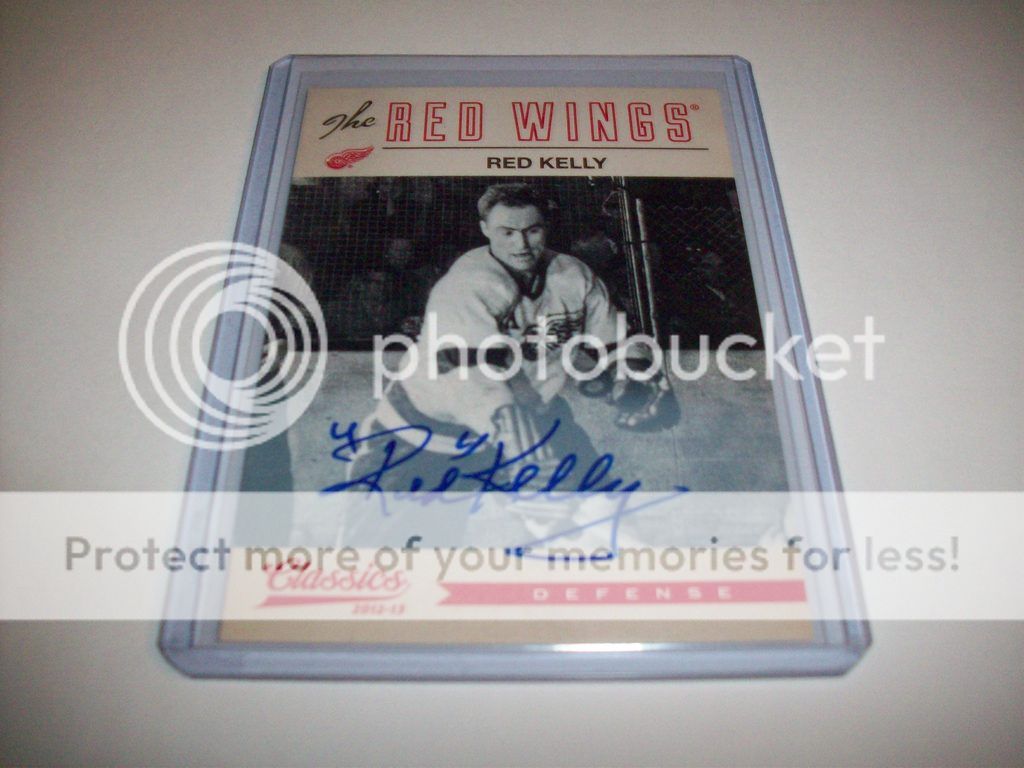 The RED WINGS®
RED KELLY
photobucket
Red Kelly
Protect more of your memories for less!
Classics
2012-13
DEFENSE